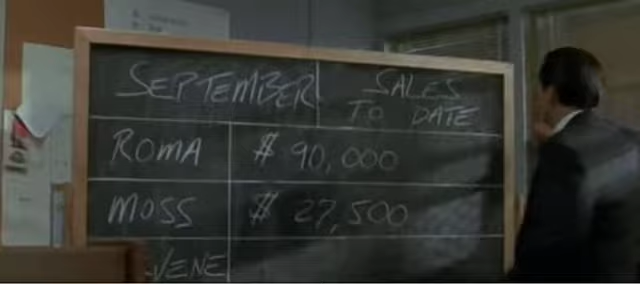 SEPTEMBER
SALES
TO DATE
ROMA $ 90,000
MOSS $ 27,500